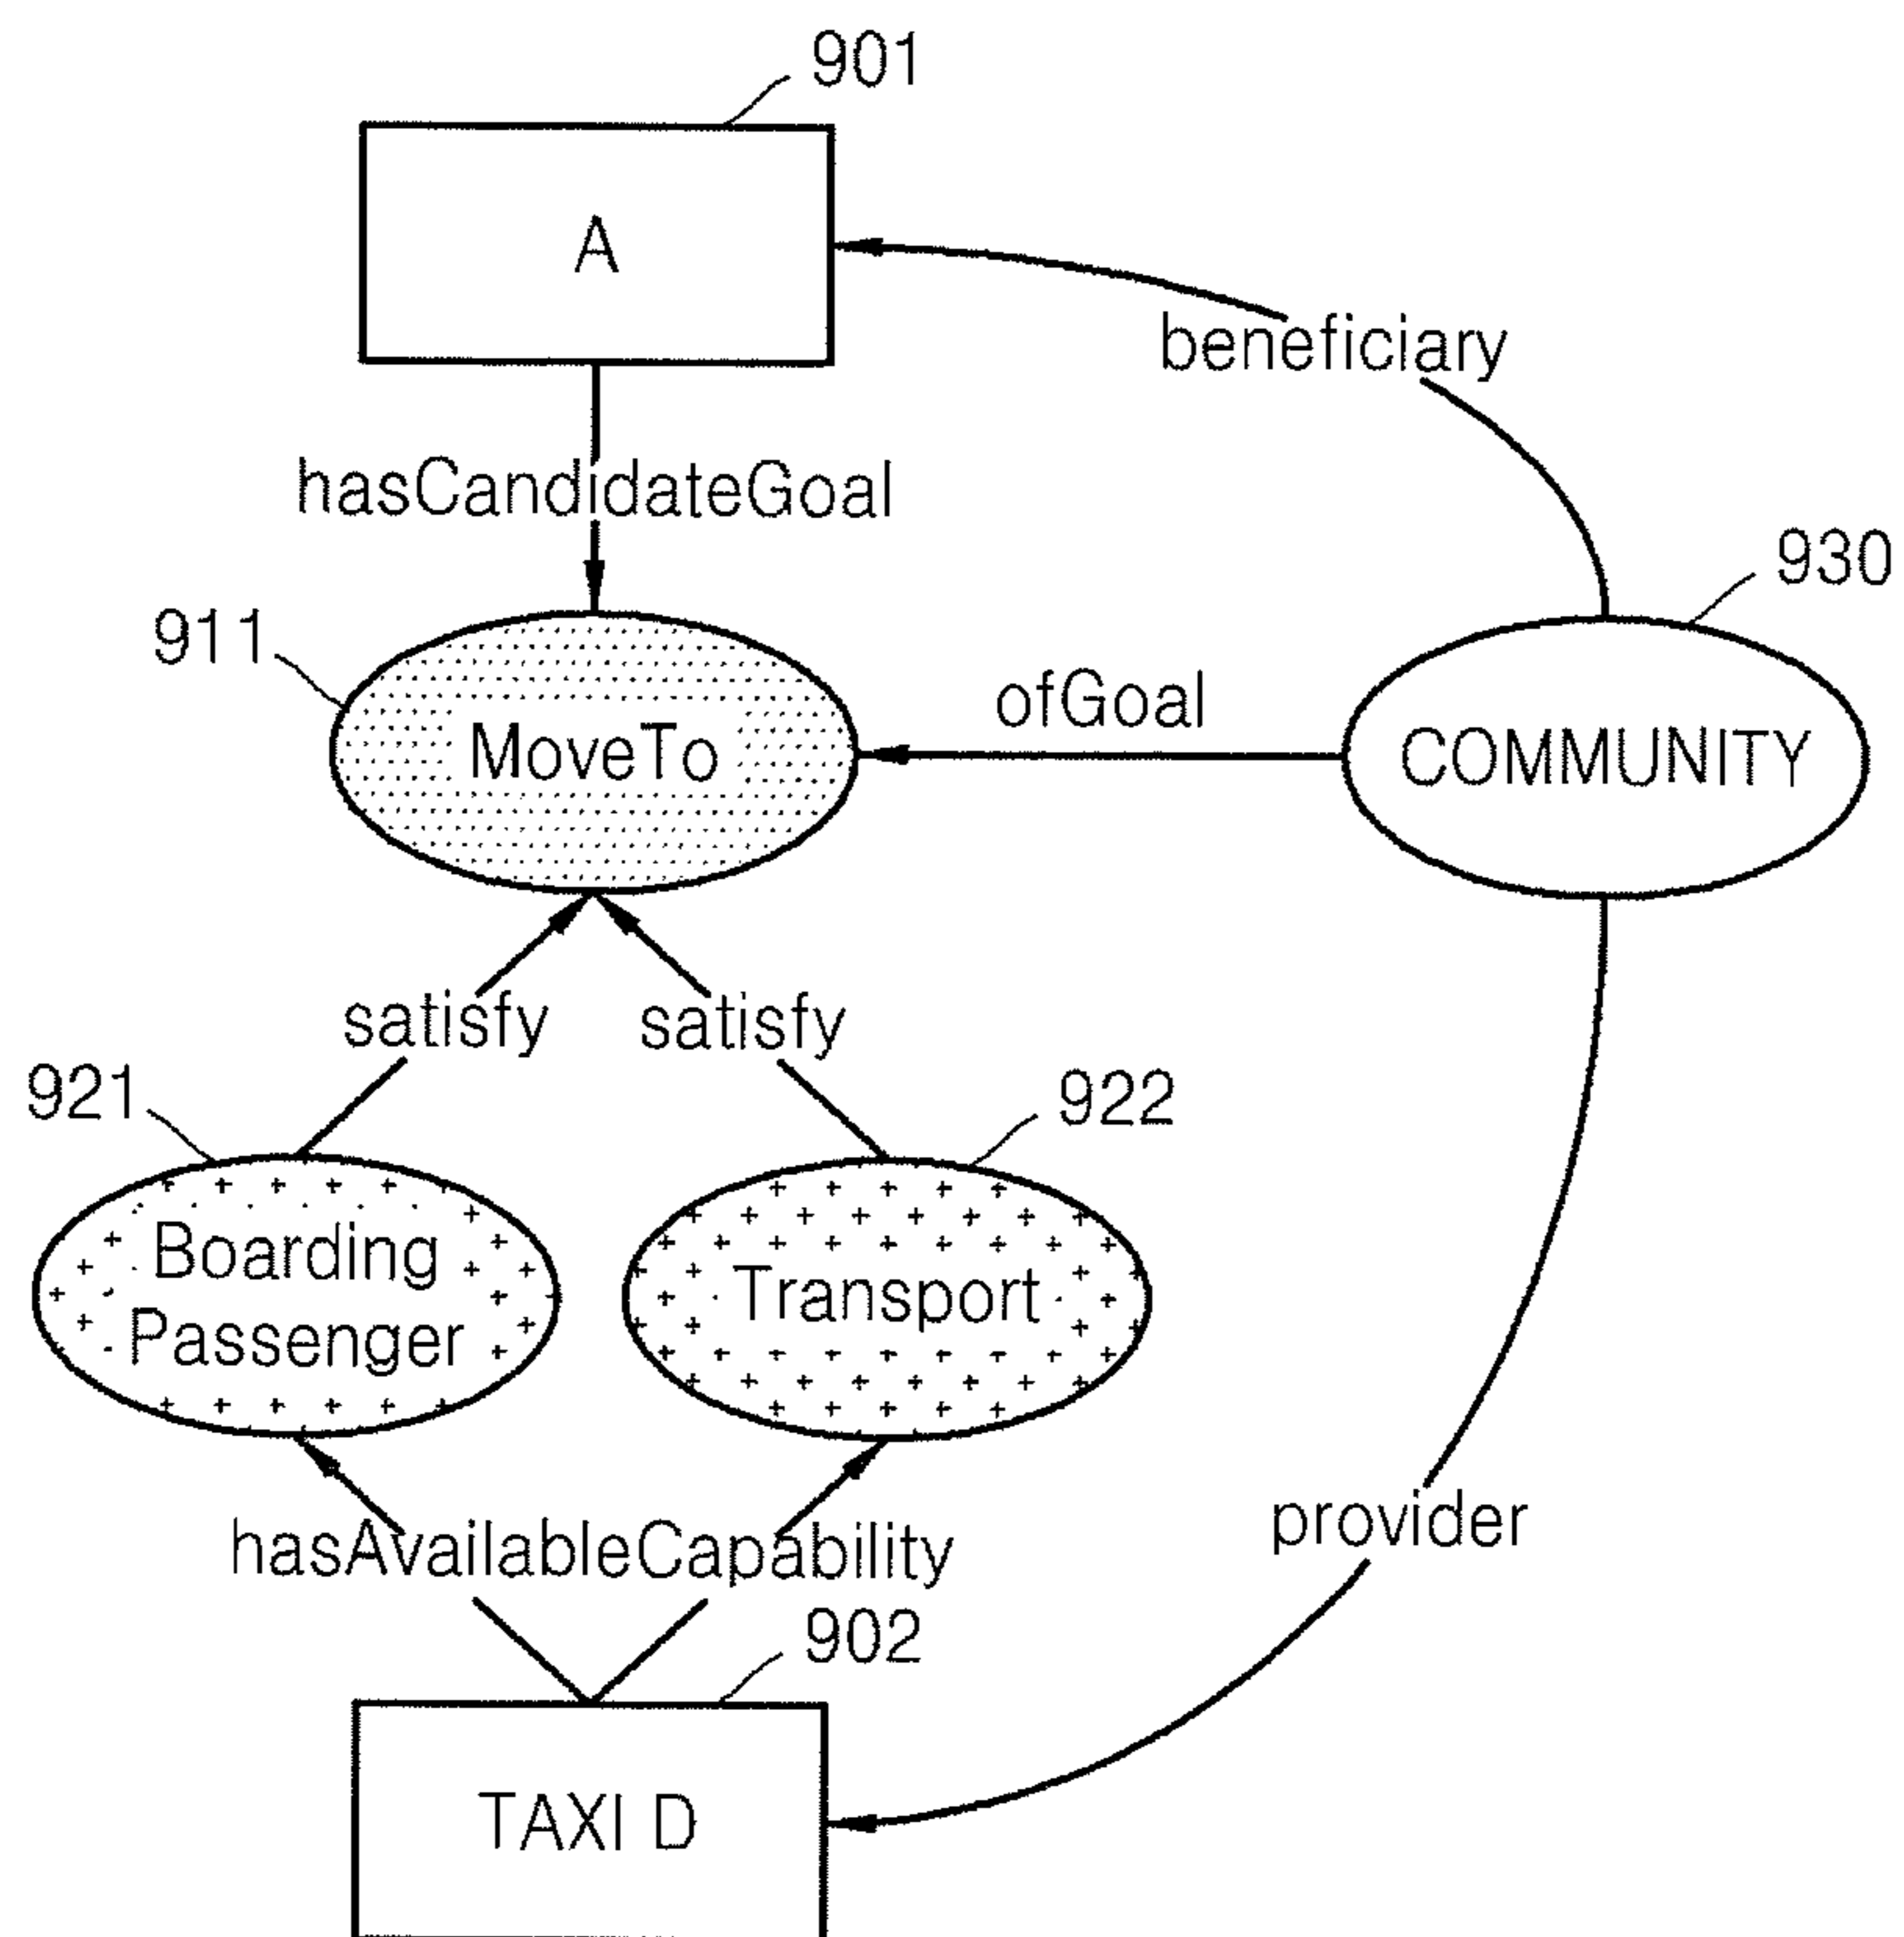 901
A
beneficiary
hasCandidateGoal
930
911
ofGoal
MoveTo
COMMUNITY
satisfy satisfy
921
922
Boarding
Passenger
Transport
provider
hasAvailableCapability
902
TAXI D